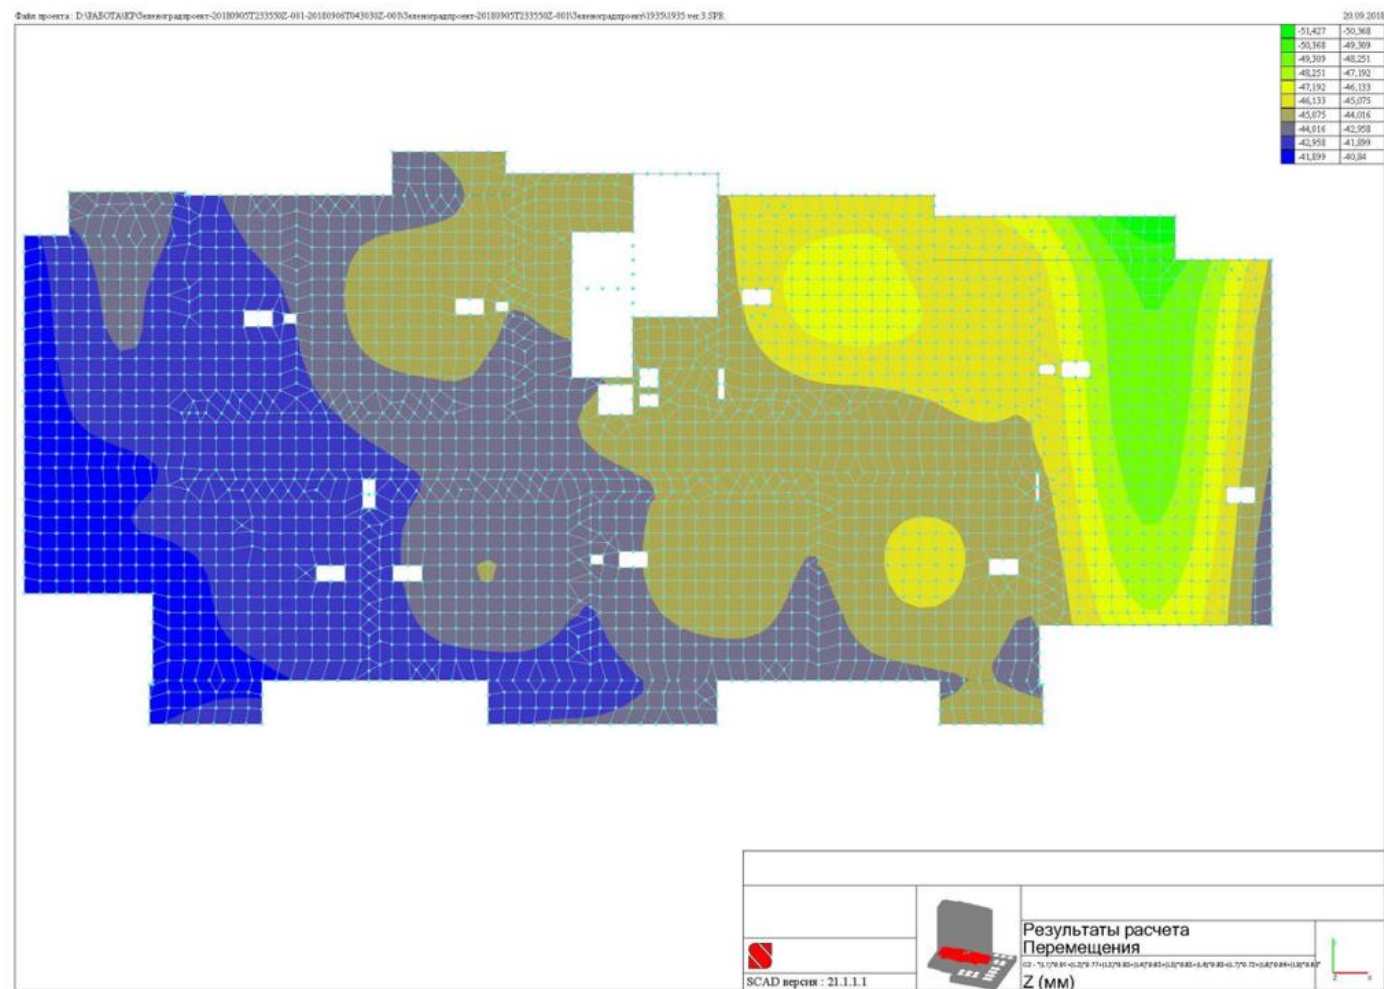 Файл проекта: D:\РАБОТА\КР\Зеленоградпроект-20180905T233550Z-001-20180906T043030Z-001\Зеленоградпроект-20180905T233550Z-001\Зеленоградпроект\1935\1935 ver.3.SPR
20.09.2018
-51,427 -50,368
-50,368 -49,309
-49,309 -48,251
-48,251 -47,192
-47,192 -46,133
-46,133 -45,075
-45,075 -44,016
-44,016 -42,958
-42,958 -41,899
-41,899 -40,84
Результаты расчета
Перемещения
SCAD версия : 21.1.1.1
Z (мм)
Z
X